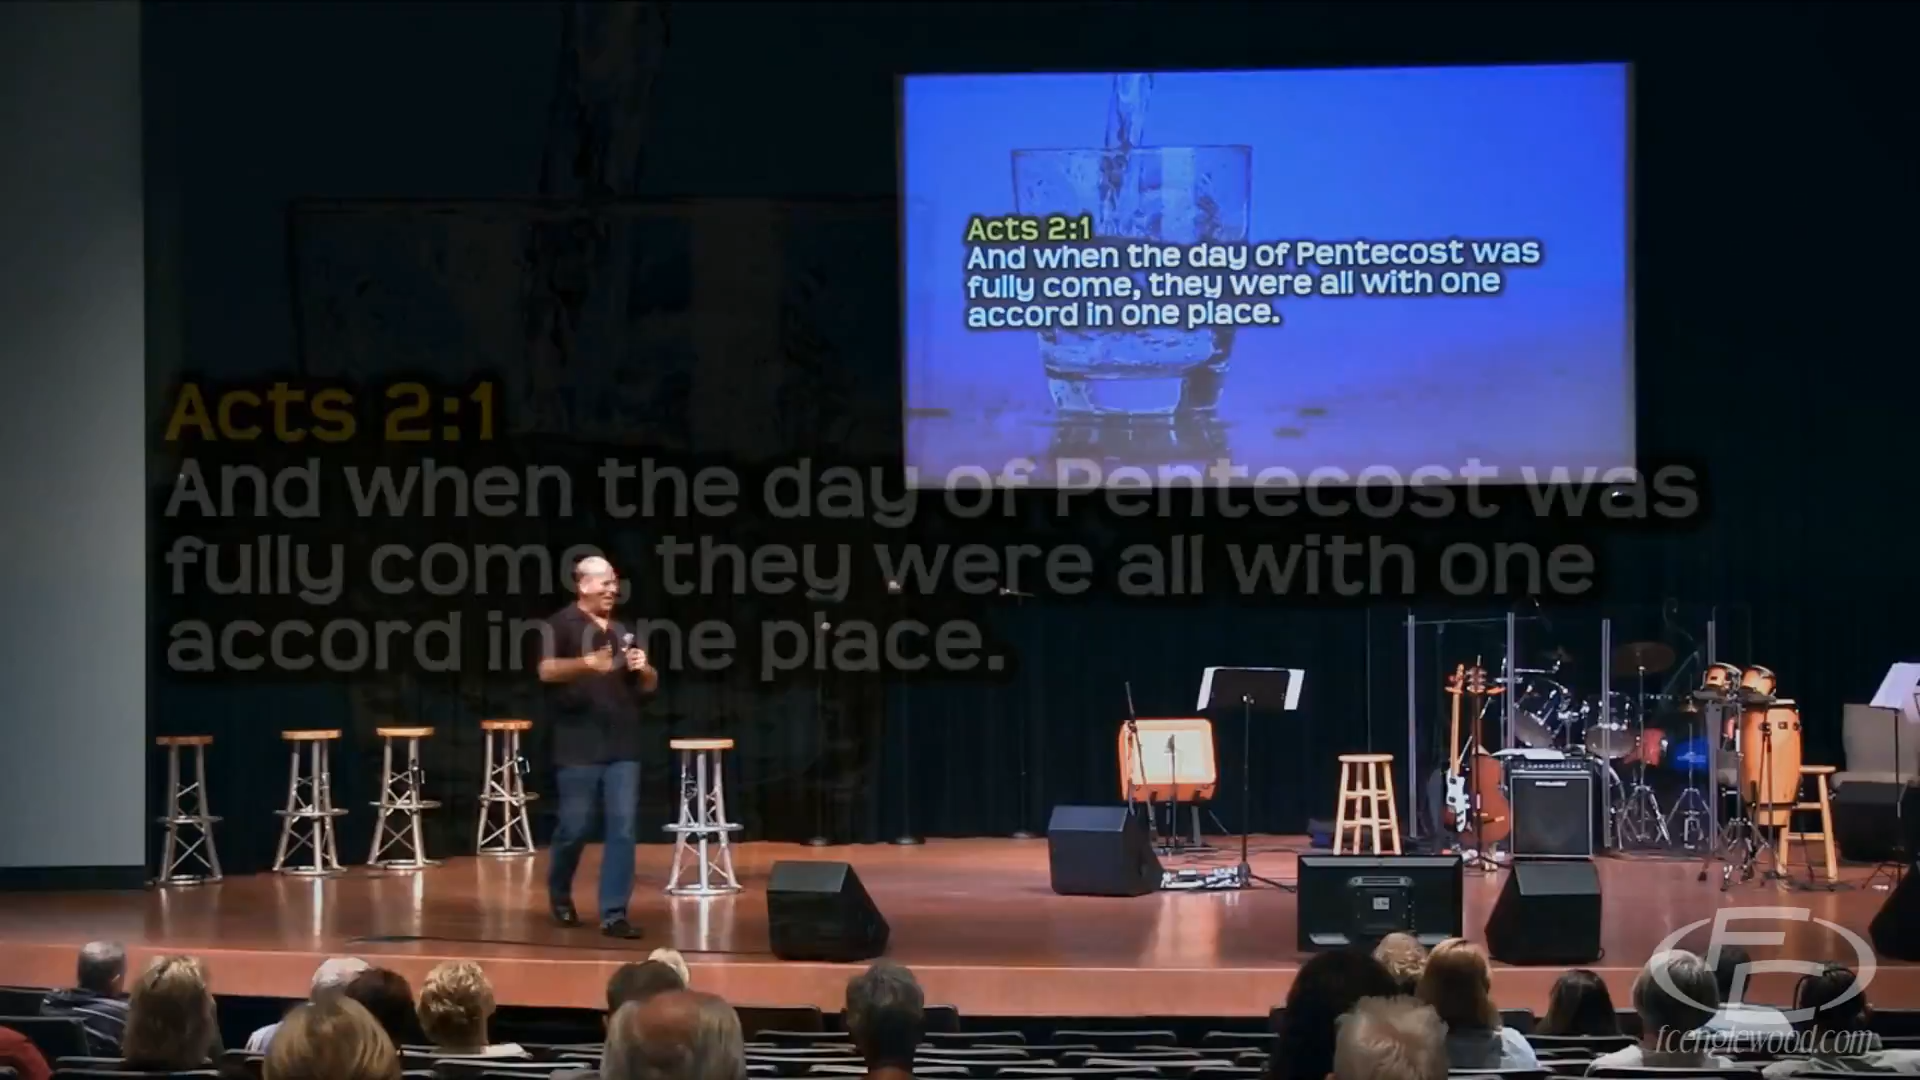 Acts 2:1
And when the day of Pentecost was
fully come, they were all with one
accord in one place.
Acts 2:1
And when the day of Pentecost was
fully come, they were all with one
accord in one place.
FC
fcenglewood.com